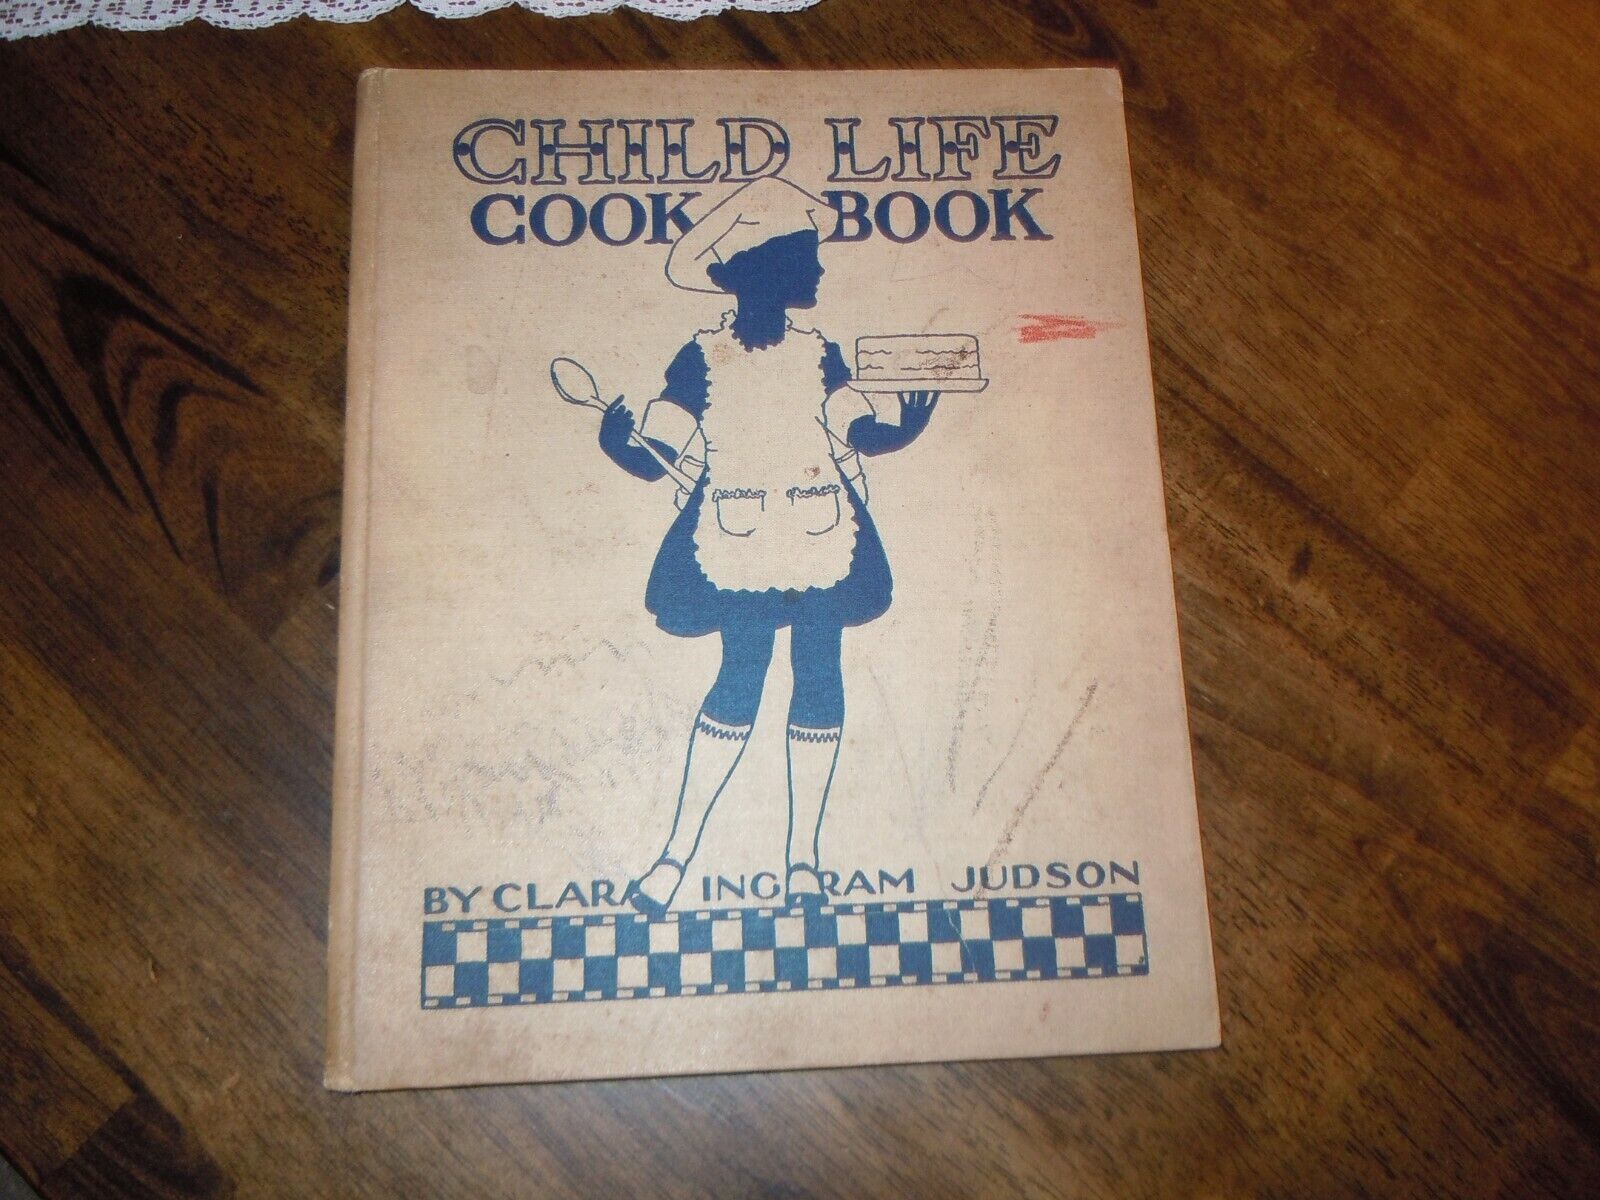 CHILD LIFE
COOK BOOK
BY CLARA INGRAM JUDSON